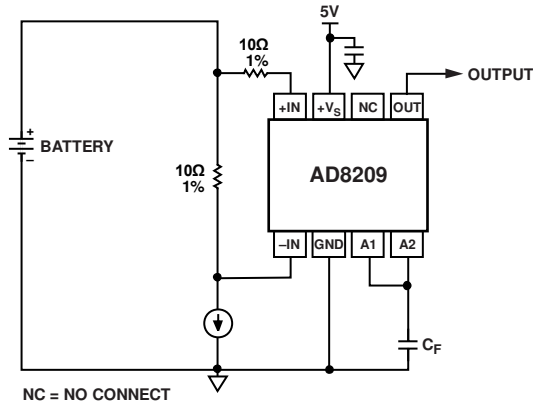 5V
10Ω
1%
OUTPUT
+IN
+VS
NC
OUT
+
BATTERY
–
10Ω
1%
AD8209
–IN
GND
A1
A2
CF
NC = NO CONNECT